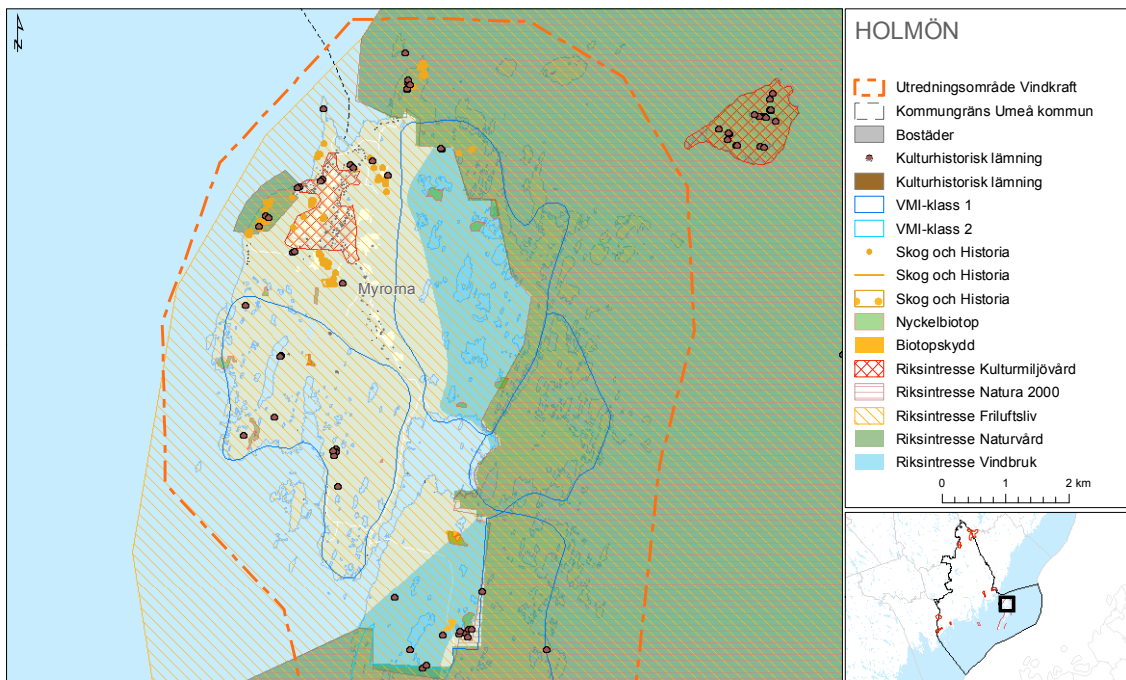 Z
Myrorna
HOLMÖN
Utredningsområde Vindkraft
Kommungräns Umeå kommun
Bostäder
Kulturhistorisk lämning
Kulturhistorisk lämning
VMI-klass 1
VMI-klass 2
Skog och Historia
Skog och Historia
Skog och Historia
Nyckelbiotop
Biotopskydd
Riksintresse Kulturmiljövård
Riksintresse Natura 2000
Riksintresse Friluftsliv
Riksintresse Naturvård
Riksintresse Vindbruk
0 1 2 km